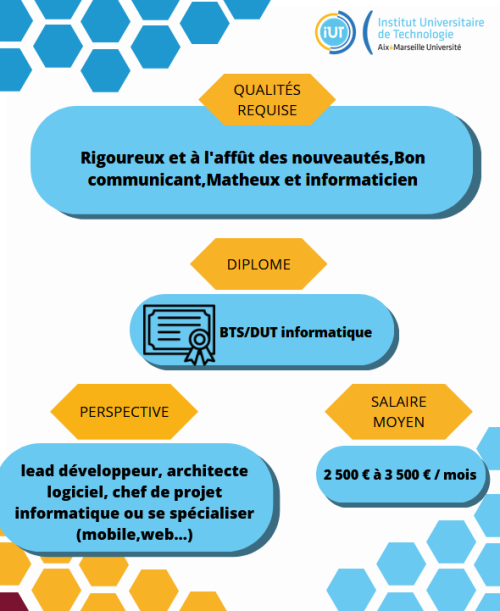 iUT
Institut Universitaire
de Technologie
Aix*Marseille Université
QUALITÉS
REQUISE
Rigoureux et à l'affût des nouveautés,Bon
communicant,Matheux et informaticien
DIPLOME
BTS/DUT informatique
PERSPECTIVE
lead développeur, architecte
logiciel, chef de projet
informatique ou se spécialiser
(mobile,web...)
SALAIRE
MOYEN
2 500 € à 3 500 € / mois